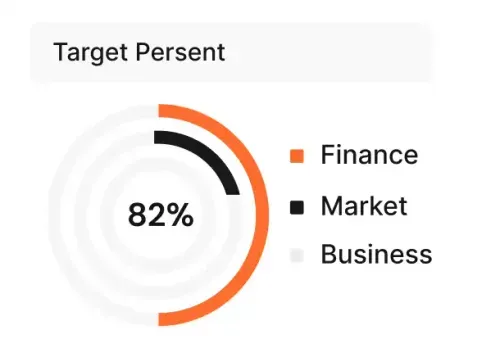 Target Persent
Finance
Market
82%
Business